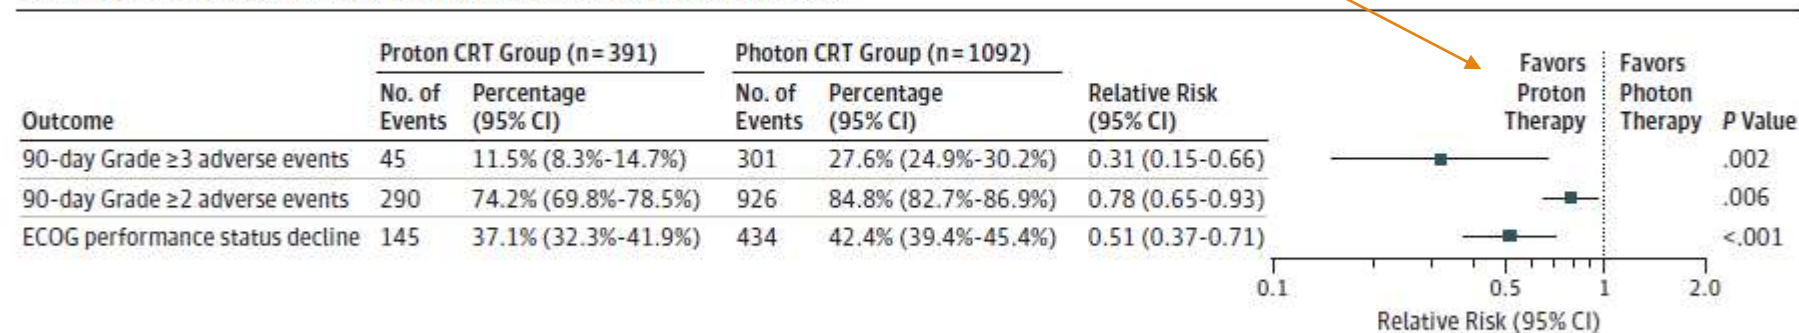 Proton CRT Group (n=391) Photon CRT Group (n=1092) Favors Favors
No. of Percentage No. of Percentage Relative Risk Proton Photon
Outcome Events (95% CI) Events (95% CI) (95% CI) Therapy Therapy P Value
90-day Grade ≥3 adverse events 45 11.5% (8.3%-14.7%) 301 27.6% (24.9%-30.2%) 0.31 (0.15-0.66) .002
90-day Grade ≥2 adverse events 290 74.2% (69.8%-78.5%) 926 84.8% (82.7%-86.9%) 0.78 (0.65-0.93) .006
ECOG performance status decline 145 37.1% (32.3%-41.9%) 434 42.4% (39.4%-45.4%) 0.51 (0.37-0.71) <.001
0.1 0.5 1 2.0
Relative Risk (95% CI)